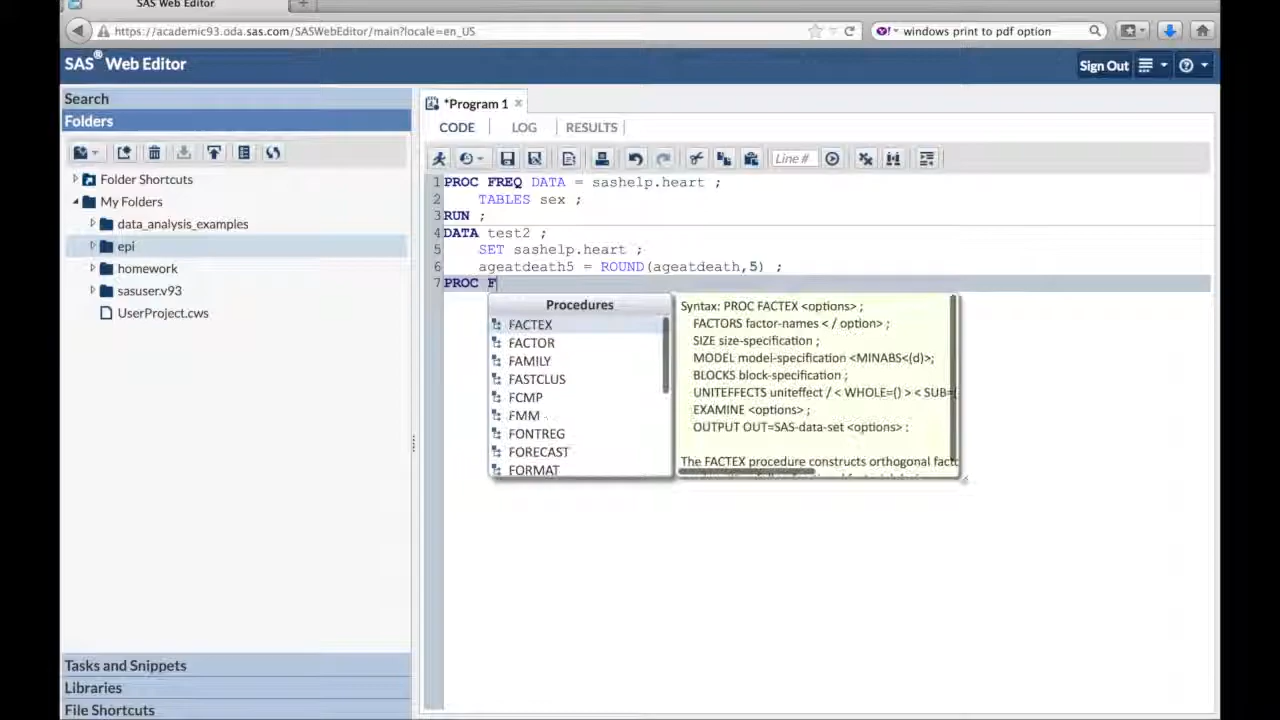 SAS Web Editor
https://academic93.oda.sas.com/SASWebEditor/main?locale=en_US
windows print to pdf option
SAS® Web Editor
Sign Out
Search
Folders
Folder Shortcuts
My Folders
data_analysis_examples
epi
homework
sasuser.v93
UserProject.cws
Tasks and Snippets
Libraries
File Shortcuts
*Program 1
CODE LOG RESULTS
Line #
1 PROC FREQ DATA = sashelp.heart ;
2 TABLES sex ;
3 RUN ;
4 DATA test2 ;
5 SET sashelp.heart ;
6 ageatdeath5 = ROUND(ageatdeath,5) ;
7 PROC F
Procedures
FACTEX
FACTOR
FAMILY
FASTCLUS
FCMP
FMM
FONTREG
FORECAST
FORMAT
Syntax: PROC FACTEX <options> ;
FACTORS factor-names < / option> ;
SIZE size-specification ;
MODEL model-specification <MINABS<(d)>;
BLOCKS block-specification ;
UNITEFFECTS uniteffect / < WHOLE=() > < SUB=(
EXAMINE <options> ;
OUTPUT OUT=SAS-data-set <options> ;
The FACTEX procedure constructs orthogonal facto